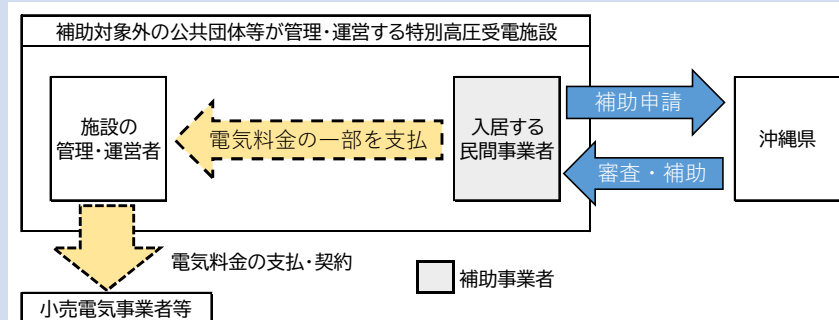 補助対象外の公共団体等が管理・運営する特別高圧受電施設
施設の
管理・運営者
電気料金の一部を支払
入居する
民間事業者
補助申請
審査・補助
沖縄県
電気料金の支払・契約
補助事業者
小売電気事業者等